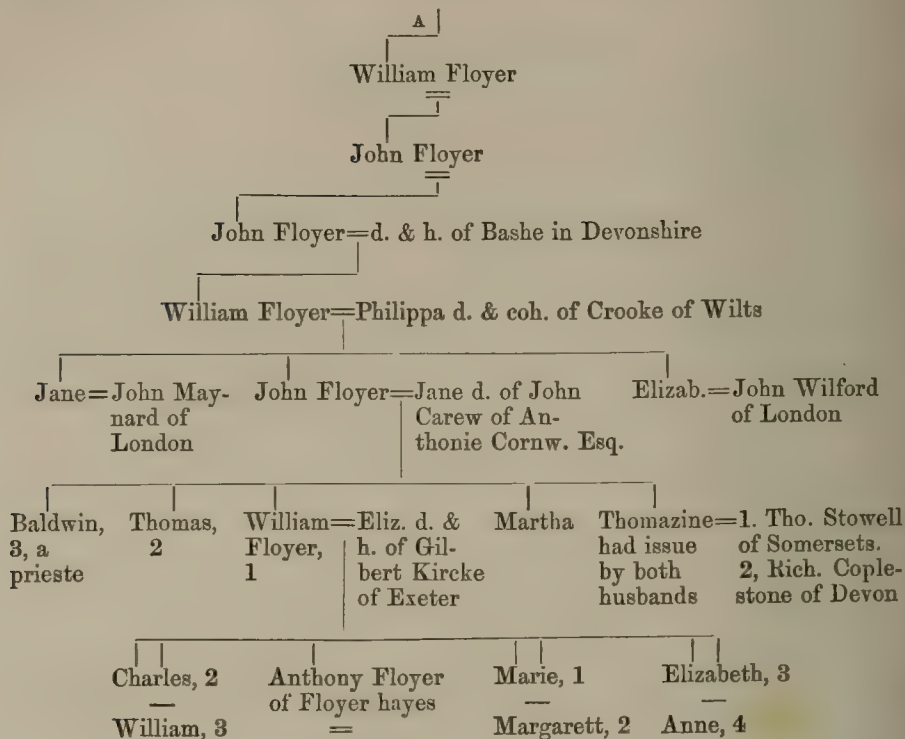 A
William Floyer
=
John Floyer
=
John Floyer=d. & h. of Bashe in Devonshire
William Floyer=Philippa d. & coh. of Crooke of Wilts
Jane=John May-
nard of
London
John Floyer=Jane d. of John
Carew of An-
thonie Cornw. Esq.
Elizab.=John Wilford
of London
Baldwin,
3, a
prieste
Thomas,
2
William=Eliz. d. &
Floyer, h. of Gil-
1 bert Kircke
of Exeter
Martha
Thomazine=1. Tho. Stowell
had issue of Somersets.
by both 2, Rich. Cople-
husbands stone of Devon
Charles, 2
—
William, 3
Anthony Floyer
of Floyer hayes
=
Marie, 1
—
Margarett, 2
Elizabeth, 3
—
Anne, 4